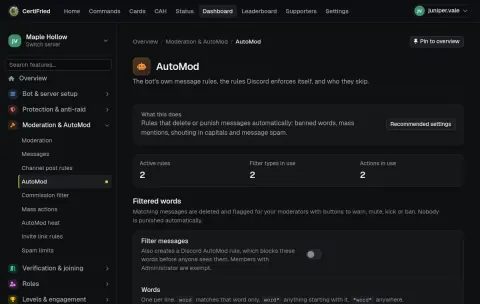 CertiFried
Home
Commands
Cards
CAH
Status
Dashboard
Leaderboard
Supporters
Settings
JV
juniper.vale
JV
Maple Hollow
Switch server
Search features...
Overview
Bot & server setup
Protection & anti-raid
Moderation & AutoMod
Moderation
Messages
Channel post rules
AutoMod
Commission filter
Mass actions
AutoMod heat
Invite link rules
Spam limits
Verification & joining
Roles
Levels & engagement
Overview / Moderation & AutoMod / AutoMod
Pin to overview
AutoMod
The bot's own message rules, the rules Discord enforces itself, and who they skip.
What this does
Rules that delete or punish messages automatically: banned words, mass
mentions, shouting in capitals and message spam.
Recommended settings
Active rules
2
Filter types in use
2
Actions in use
2
Filtered words
Matching messages are deleted and flagged for your moderators with buttons to warn, mute, kick or ban. Nobody
is punished automatically.
Filter messages
Also creates a Discord AutoMod rule, which blocks these
words before anyone sees them. Members with
Administrator are exempt.
Words
One per line. word matches that word only, word* anything starting with it, *word* anywhere.